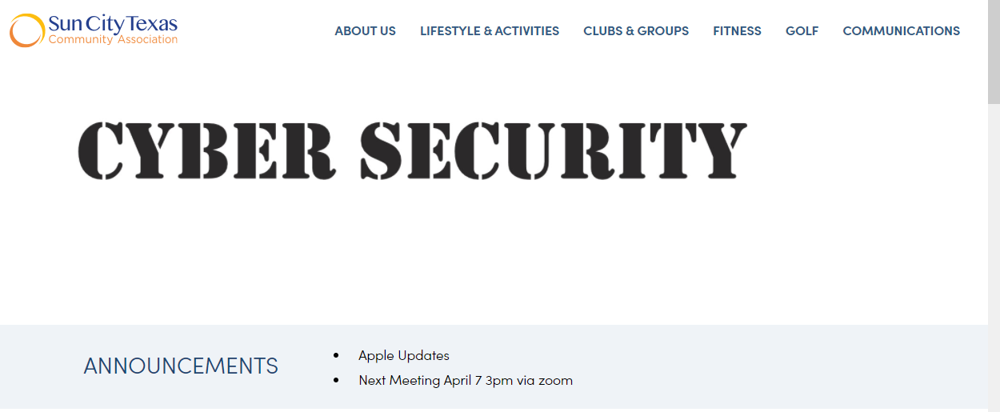 Sun City Texas
Community Association
ABOUT US LIFESTYLE & ACTIVITIES CLUBS & GROUPS FITNESS GOLF COMMUNICATIONS
CYBER SECURITY
ANNOUNCEMENTS
Apple Updates
Next Meeting April 7 3pm via zoom